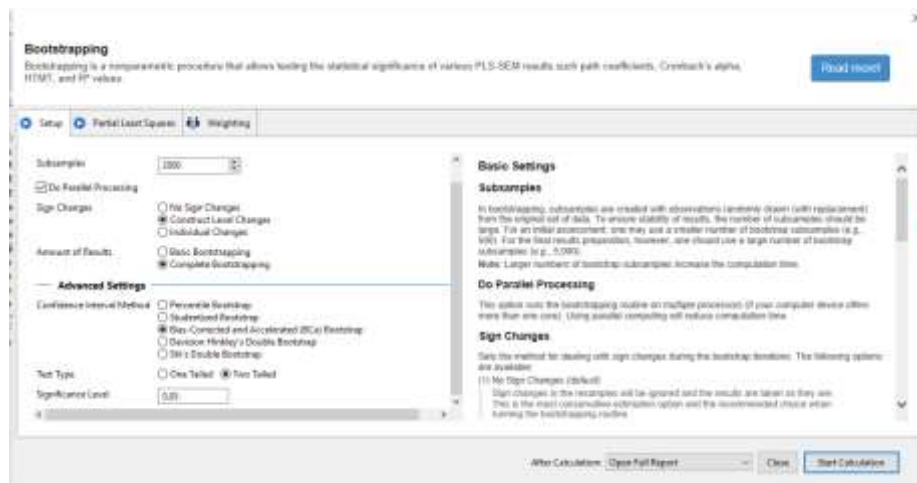 Bootstrapping
Bootstrapping is a nonparametric procedure that allows testing the statistical significance of various PLS-SEM results such path coefficients, Cronbach's alpha,
HTMT, and R² values.
Read more!
Setup Partial Least Squares Weighting
Subsamples
Do Parallel Processing
Sign Changes
No Sign Changes
Construct Level Changes
Individual Changes
Amount of Results
Basic Bootstrapping
Complete Bootstrapping
Advanced Settings
Confidence Interval Method
Percentile Bootstrap
Studentized Bootstrap
Bias-Corrected and Accelerated (BCa) Bootstrap
Davision Hinkley's Double Bootstrap
Shi's Double Bootstrap
Test Type
One Tailed Two Tailed
Significance Level
0.05
Basic Settings
Subsamples
In bootstrapping, subsamples are created with observations randomly drawn (with replacement)
from the original set of data. To ensure stability of results, the number of subsamples should be
large. For an initial assessment, one may use a smaller number of bootstrap subsamples (e.g.,
500). For the final results preparation, however, one should use a large number of bootstrap
subsamples (e.g., 5,000).
Note: Larger numbers of bootstrap subsamples increase the computation time.
Do Parallel Processing
This option runs the bootstrapping routine on multiple processors (if your computer device offers
more than one core). Using parallel computing will reduce computation time.
Sign Changes
Sets the method for dealing with sign changes during the bootstrap iterations. The following options
are available:
(1) No Sign Changes (default)
Sign changes in the resamples will be ignored and the results are taken as they are.
This is the most conservative estimation option and the recommended choice when
running the bootstrapping routine
After Calculation: Open Full Report Close Start Calculation